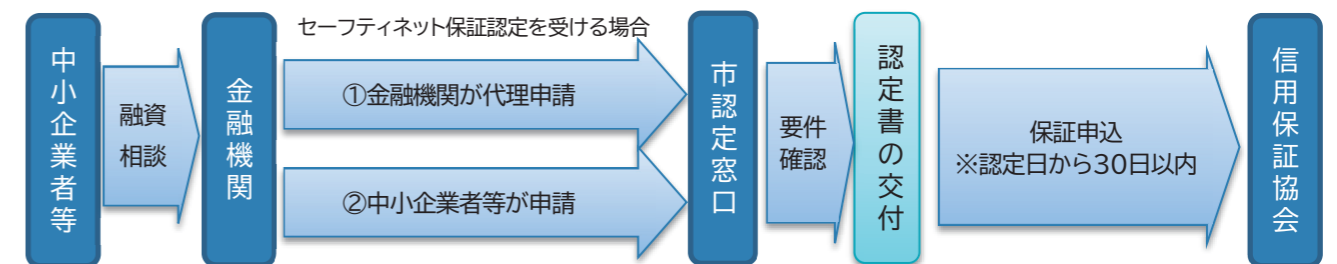 セーフティネット保証認定を受ける場合
中小企業者等
融資
相談
金融機関
①金融機関が代理申請
②中小企業者等が申請
市認定窓口
要件
確認
認定書の交付
保証申込
※認定日から30日以内
信用保証協会